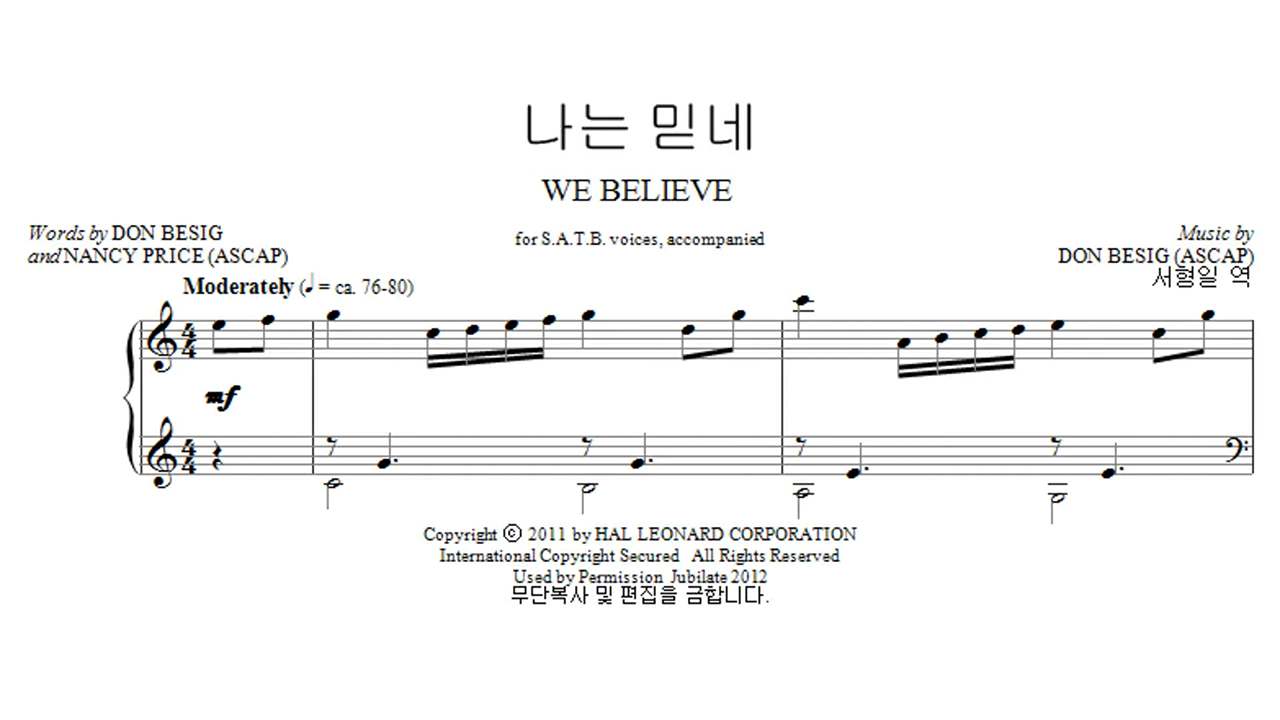 나는 믿네
WE BELIEVE
Words by DON BESIG
and NANCY PRICE (ASCAP)
for S.A.T.B. voices, accompanied
Music by
DON BESIG (ASCAP)
서형일 역
Moderately (♩ = ca. 76-80)
mf
Copyright © 2011 by HAL LEONARD CORPORATION
International Copyright Secured All Rights Reserved
Used by Permission Jubilate 2012
무단복사 및 편집을 금합니다.